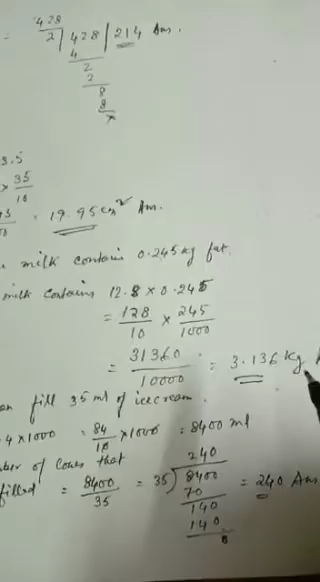 = 428
2 | 428 | 214 Ans.
4
2
2
8
8
x
3.5
x 35/10
= 19.95 cm² Ans.
milk contains 0.245 kg fat.
milk contains 12.8 x 0.245
= 128/10 x 245/1000
= 31360/10000 = 3.136 kg
fill 35 ml of icecream.
4 x 1000 = 84/10 x 1000 = 8400 ml
of cones that
filled = 8400/35 = 35) 8400 240 = 240 Ans
70
140
140
0